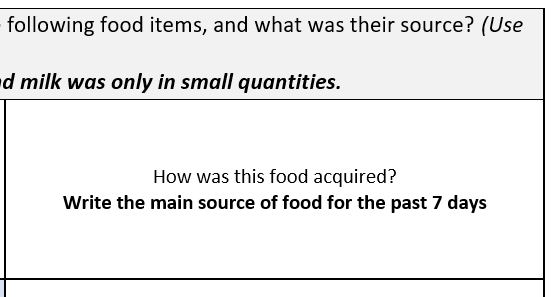 following food items, and what was their source? (Use
d milk was only in small quantities.
How was this food acquired?
Write the main source of food for the past 7 days